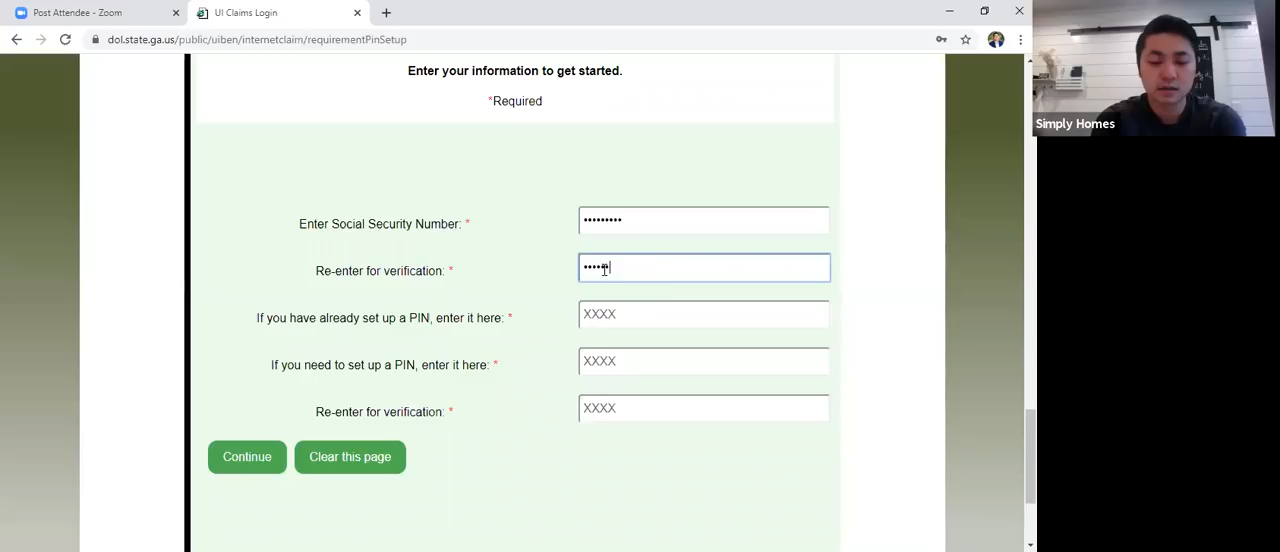 Post Attendee - Zoom
UI Claims Login
dol.state.ga.us/public/uiben/internetclaim/requirementPinSetup
Enter your information to get started.
*Required
Enter Social Security Number: *
•••••••••
Re-enter for verification: *
••••••
If you have already set up a PIN, enter it here: *
XXXX
If you need to set up a PIN, enter it here: *
XXXX
Re-enter for verification: *
XXXX
Continue
Clear this page
Simply Homes